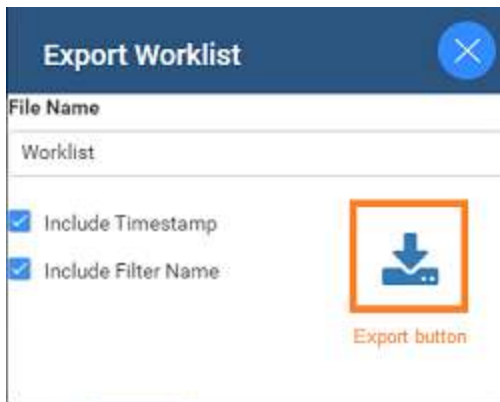 Export Worklist
File Name
Worklist
Include Timestamp
Include Filter Name
Export button